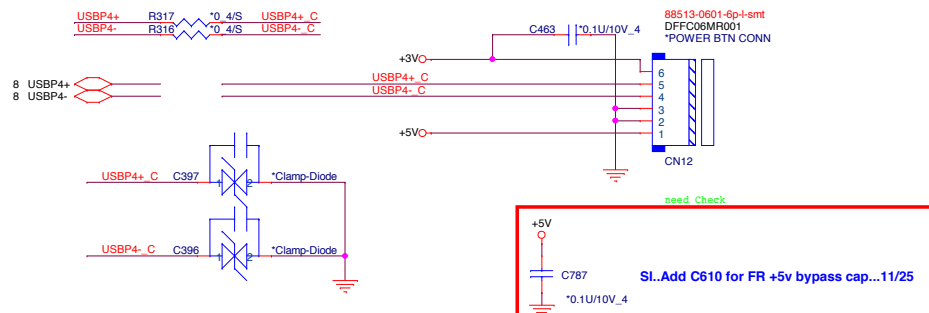 USBP4+ R317 *0_4/S USBP4+_C
USBP4- R316 *0_4/S USBP4-_C
88513-0601-6p-l-smt
DFFC06MR001
*POWER BTN CONN
C463 *0.1U/10V_4
+3V
8 USBP4+ USBP4+_C
8 USBP4- USBP4-_C
6
5
4
3
2
1
+5V
CN12
USBP4+_C C397 1 2 *Clamp-Diode
USBP4-_C C396 1 2 *Clamp-Diode
need Check
+5V
C787
*0.1U/10V_4
SI..Add C610 for FR +5v bypass cap...11/25